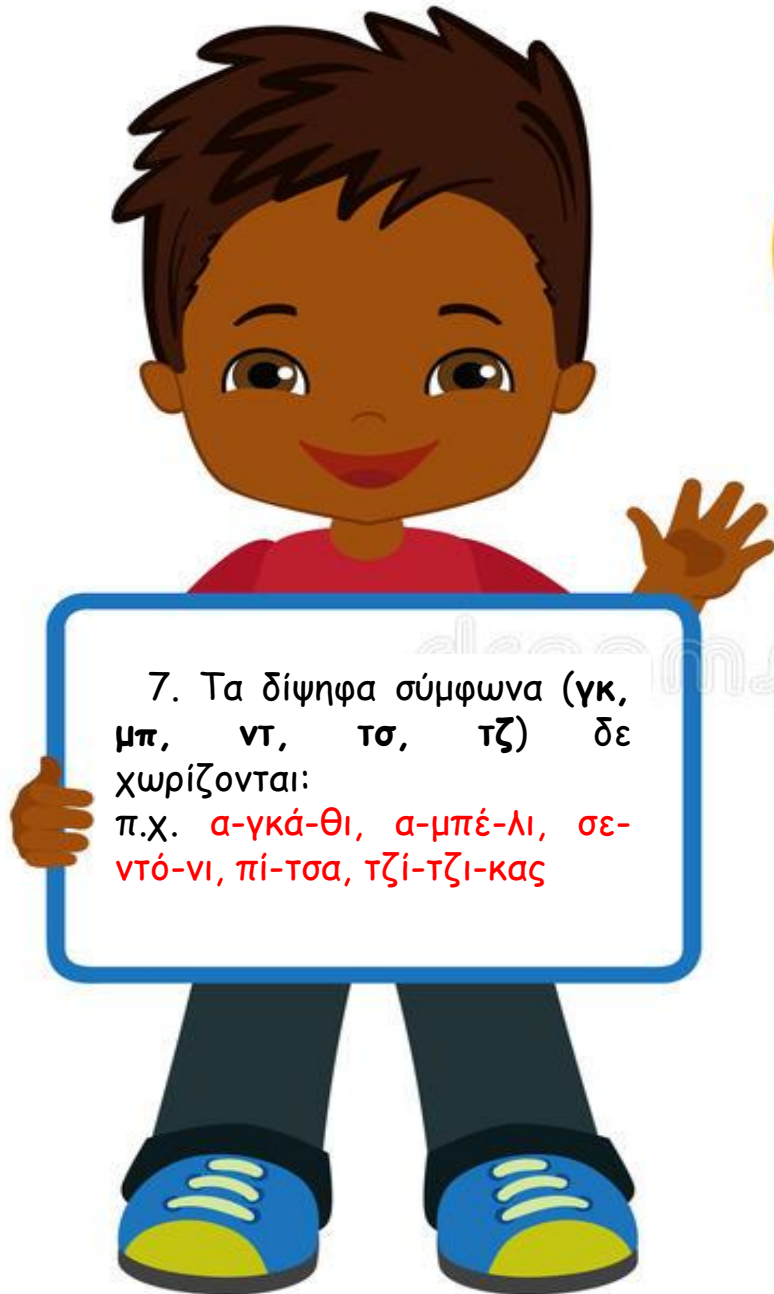 7. Τα δίψηφα σύμφωνα (γκ,
μπ, ντ, τσ, τζ) δε
χωρίζονται:
π.χ. α-γκά-θι, α-μπέ-λι, σε-
ντό-νι, πί-τσα, τζί-τζι-κας